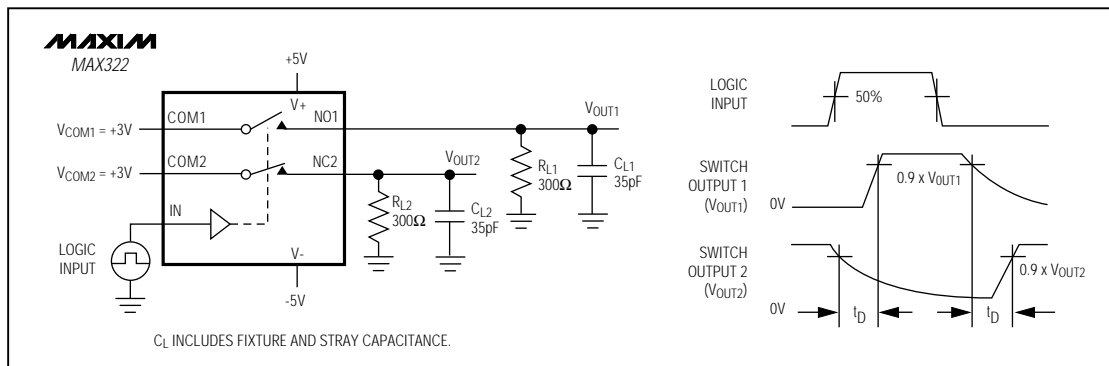 MAXIM
MAX322
+5V
V+
COM1
NO1
VCOM1 = +3V
VOUT1
COM2
NC2
VCOM2 = +3V
VOUT2
RL1
300Ω
CL1
35pF
RL2
300Ω
CL2
35pF
IN
LOGIC
INPUT
V-
-5V
CL INCLUDES FIXTURE AND STRAY CAPACITANCE.
LOGIC
INPUT
50%
SWITCH
OUTPUT 1
(VOUT1)
0V
0.9 x VOUT1
SWITCH
OUTPUT 2
(VOUT2)
0V
0.9 x VOUT2
tD
tD